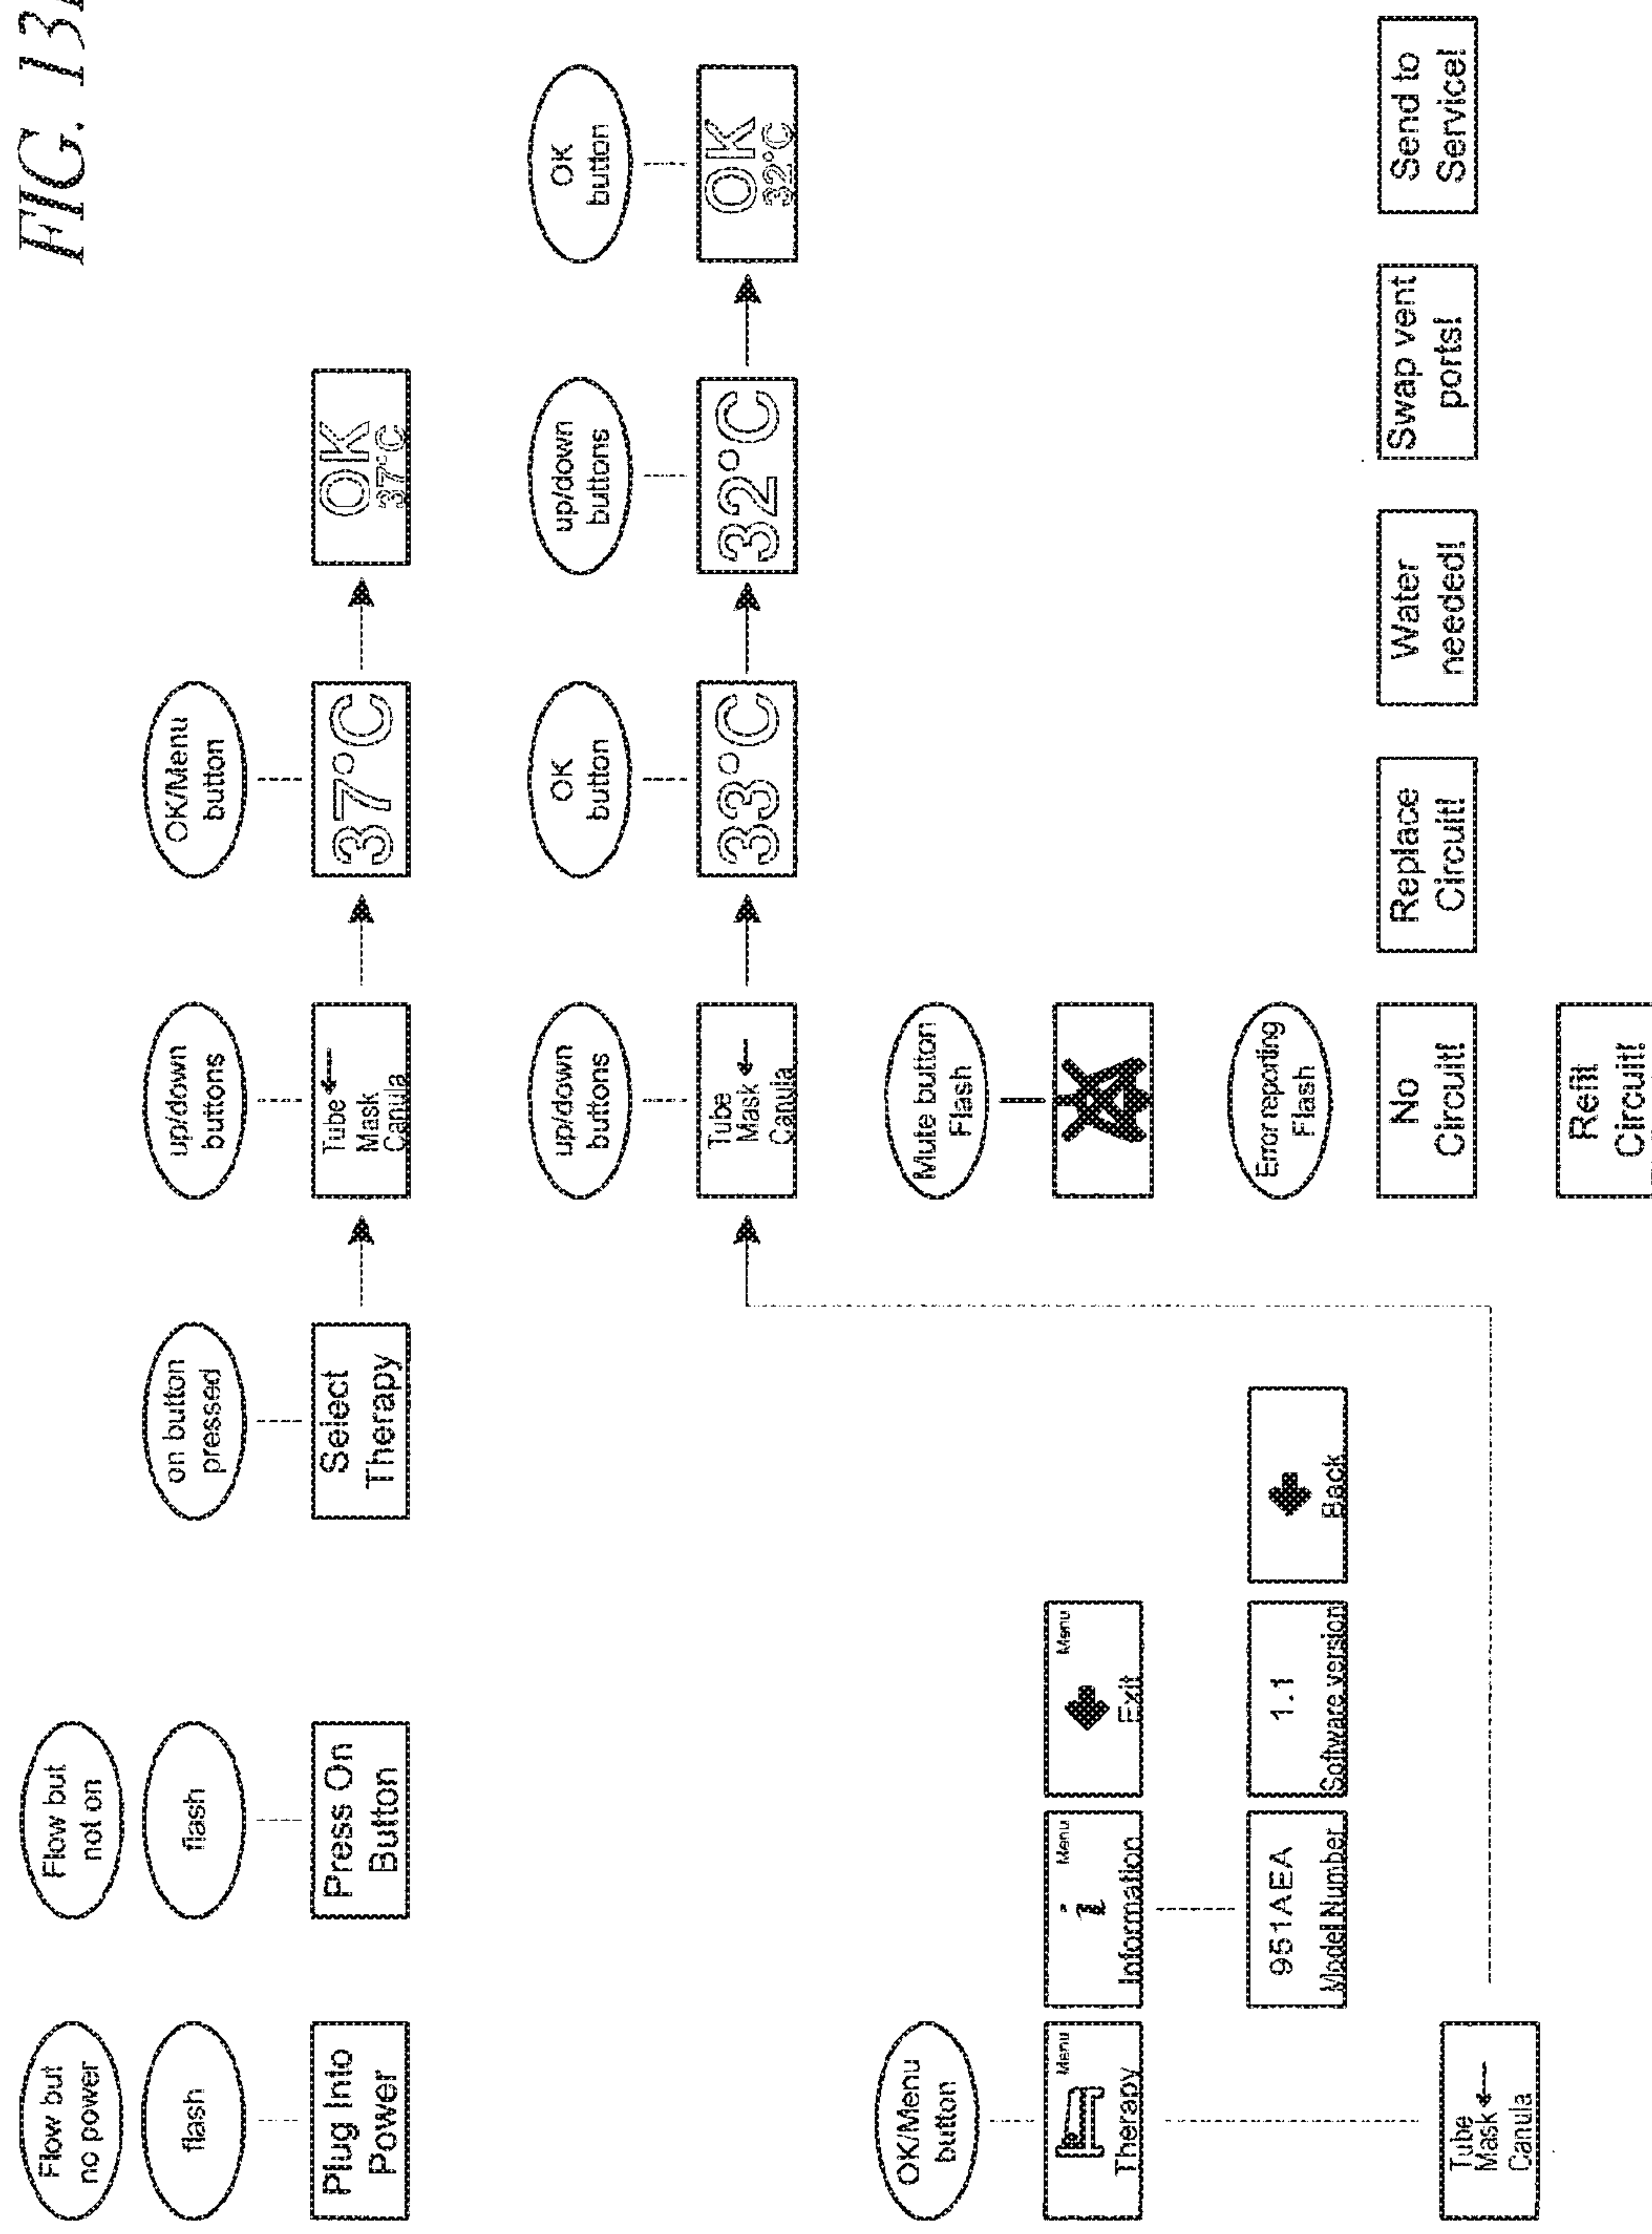 FIG. 13
Flow but
no power
Flow but
not on
flash
flash
on button
pressed
up/down
buttons
OK/Menu
button
Plug Into
Power
Press On
Button
Select
Therapy
Tube
Mask
Canula
37°C
OK
37°C
up/down
buttons
OK
button
up/down
buttons
OK
button
Tube
Mask
Canula
33°C
32°C
OK
32°C
OK/Menu
button
Mute button
Flash
Menu
Therapy
Menu
i
Information
Menu
Exit
951AEA
Model Number
1.1
Software version
Back
Error reporting
Flash
No
Circuit!
Replace
Circuit!
Water
needed!
Swap vent
ports!
Send to
Service!
Tube
Mask
Canula
Refit
Circuit!